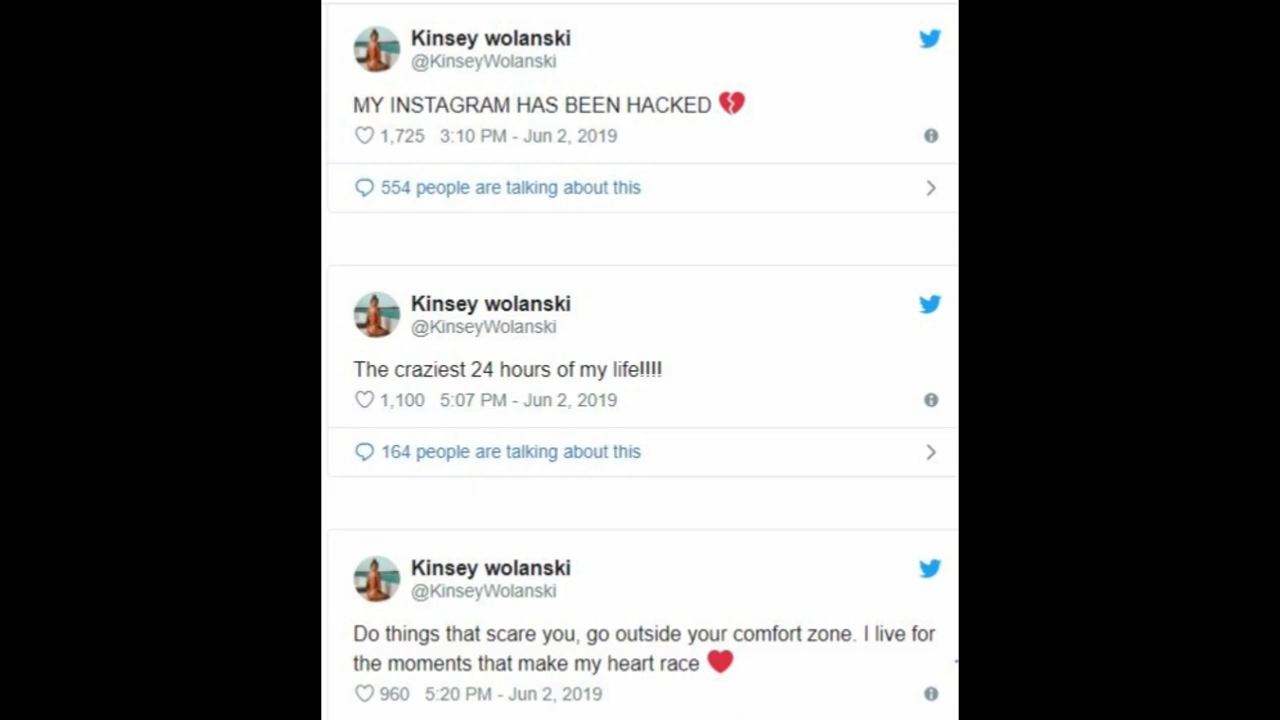 Kinsey wolanski
@KinseyWolanski
MY INSTAGRAM HAS BEEN HACKED 💔
1,725 3:10 PM - Jun 2, 2019
554 people are talking about this
Kinsey wolanski
@KinseyWolanski
The craziest 24 hours of my life!!!!
1,100 5:07 PM - Jun 2, 2019
164 people are talking about this
Kinsey wolanski
@KinseyWolanski
Do things that scare you, go outside your comfort zone. I live for
the moments that make my heart race ❤️
960 5:20 PM - Jun 2, 2019